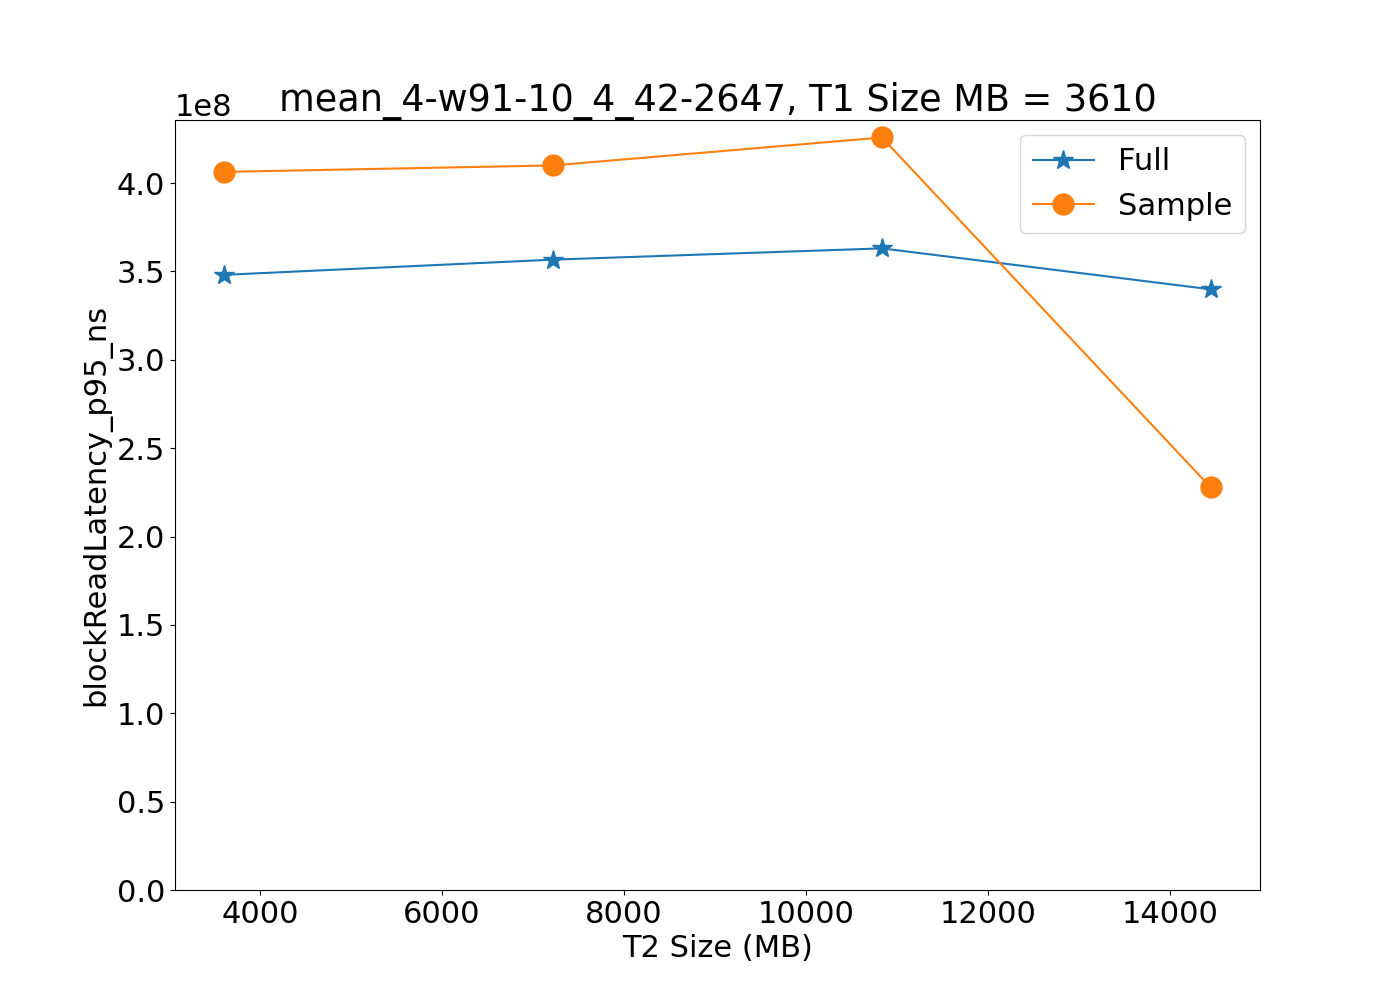 mean_4-w91-10_4_42-2647, T1 Size MB = 3610
1e8
Full
Sample
4.0
3.5
3.0
2.5
2.0
1.5
1.0
0.5
0.0
blockReadLatency_p95_ns
4000
6000
8000
10000
12000
14000
T2 Size (MB)